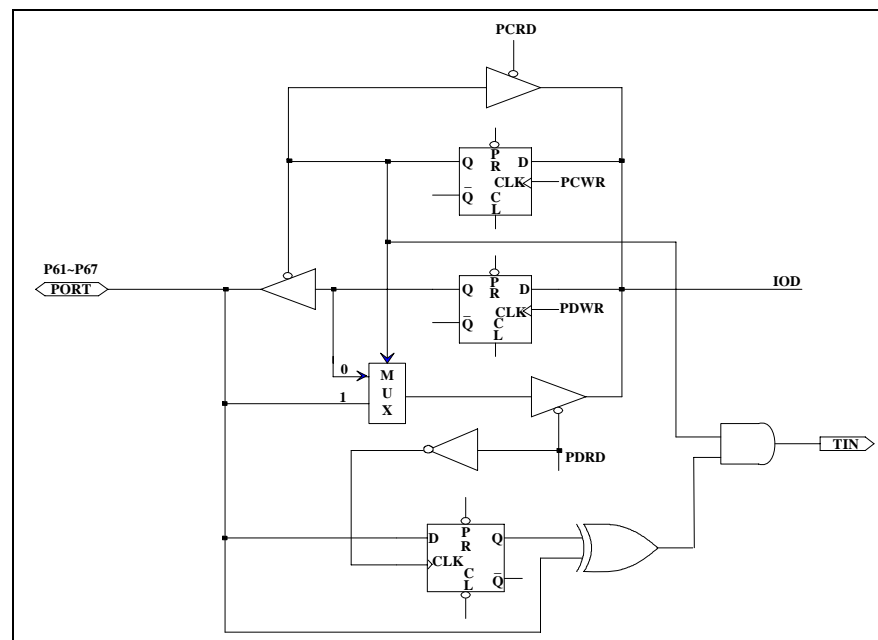 PCRD
Q P R D
CLK PCWR
Q̅ C L
P61~P67
PORT
Q P R D IOD
CLK PDWR
Q̅ C L
0 M U X
1
PDRD
TIN
D P R Q
CLK
C L Q̅